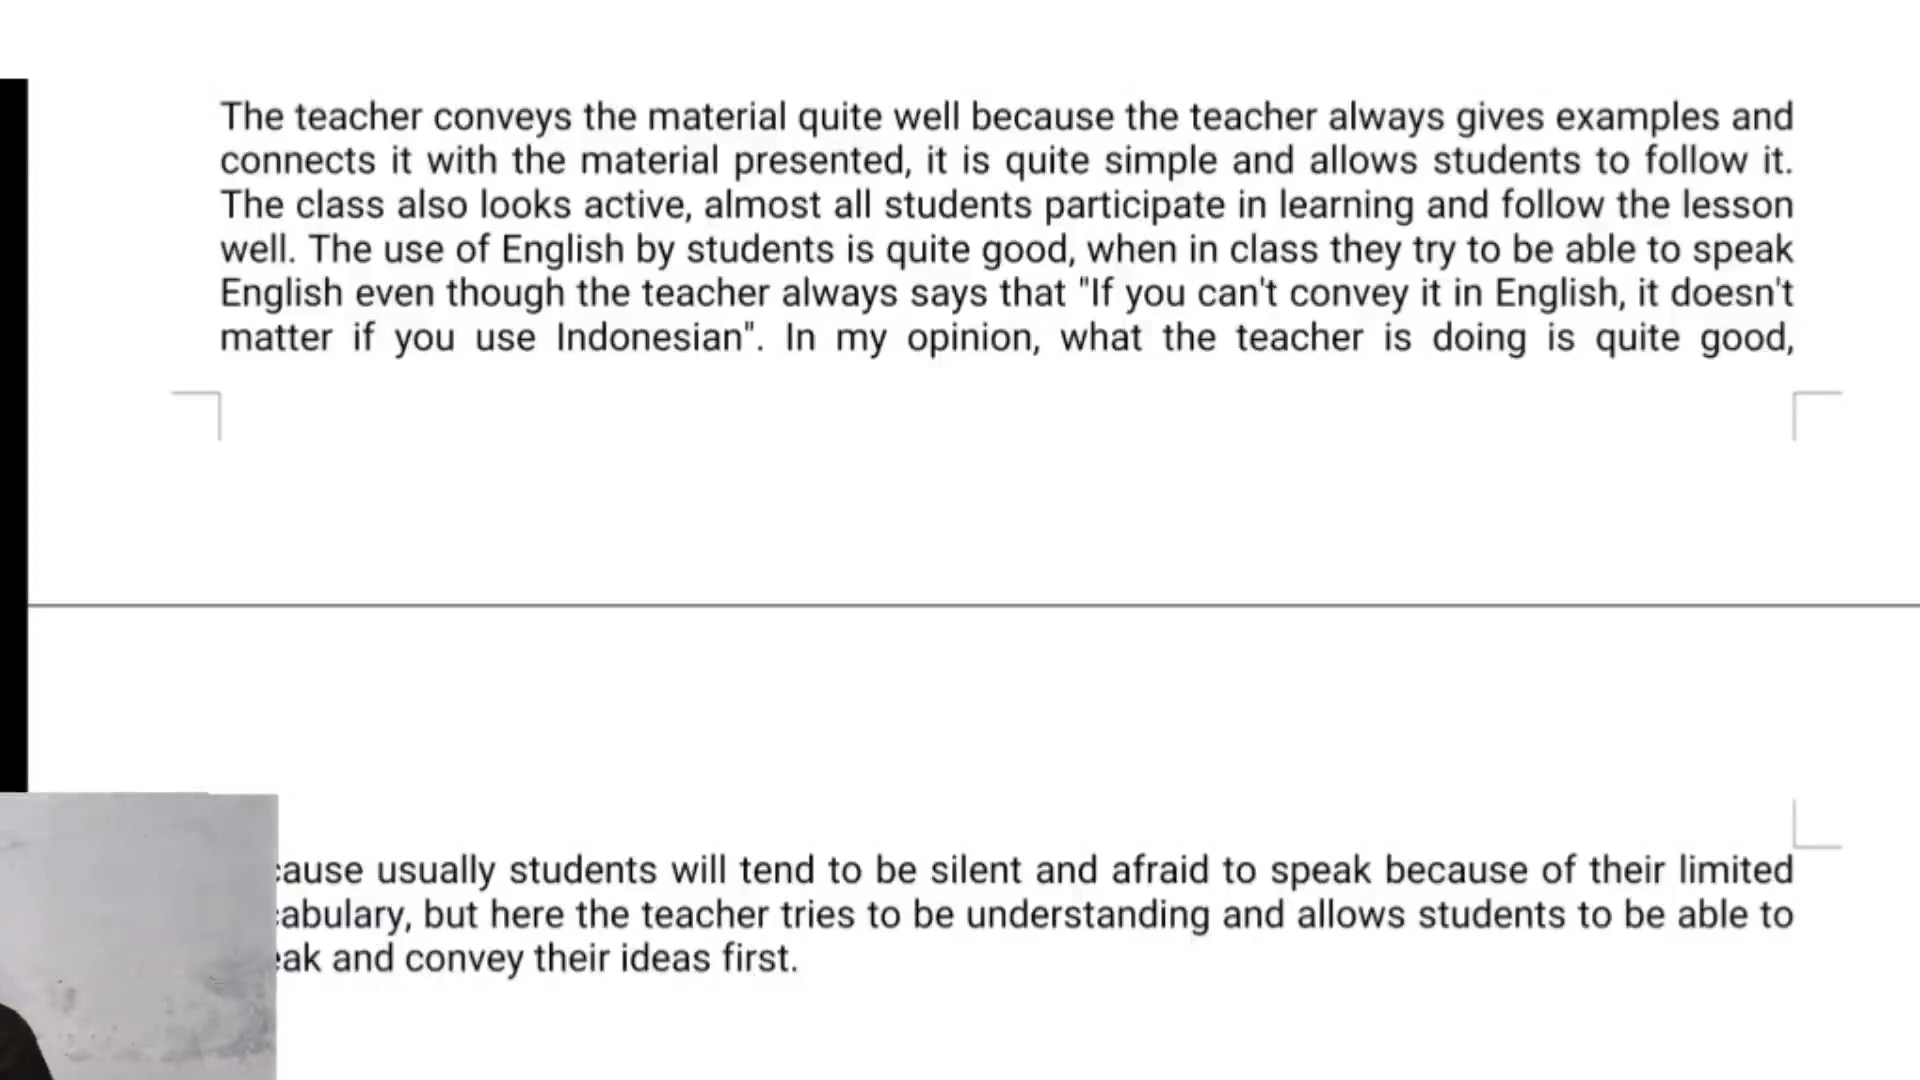 The teacher conveys the material quite well because the teacher always gives examples and
connects it with the material presented, it is quite simple and allows students to follow it.
The class also looks active, almost all students participate in learning and follow the lesson
well. The use of English by students is quite good, when in class they try to be able to speak
English even though the teacher always says that "If you can't convey it in English, it doesn't
matter if you use Indonesian". In my opinion, what the teacher is doing is quite good,
usually students will tend to be silent and afraid to speak because of their limited
but here the teacher tries to be understanding and allows students to be able to
and convey their ideas first.